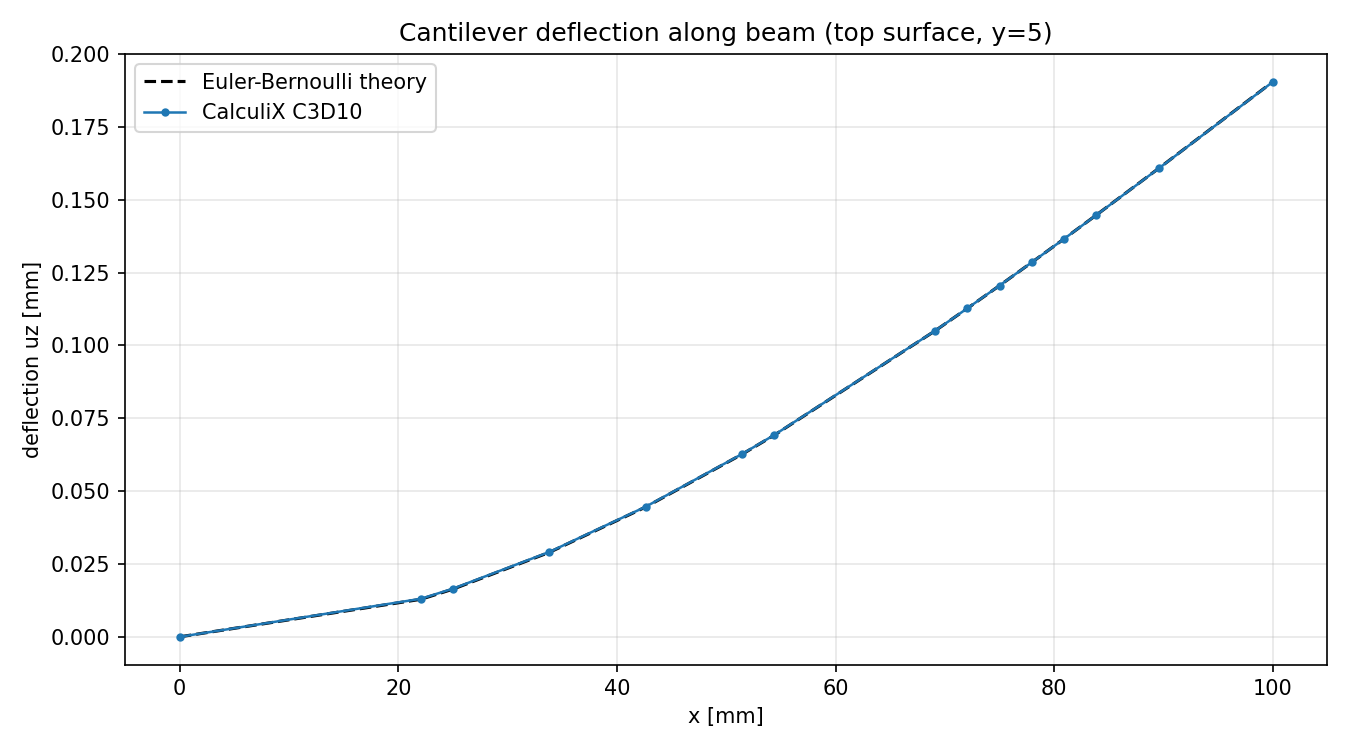 Cantilever deflection along beam (top surface, y=5)
Euler-Bernoulli theory
CalculiX C3D10
deflection uz [mm]
0.200
0.175
0.150
0.125
0.100
0.075
0.050
0.025
0.000
0 20 40 60 80 100
x [mm]